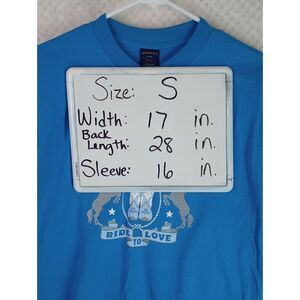 Size: S
Width: 17 in.
Back
Length: 28 in.
Sleeve: 16 in.
RIDE LOVE
TO